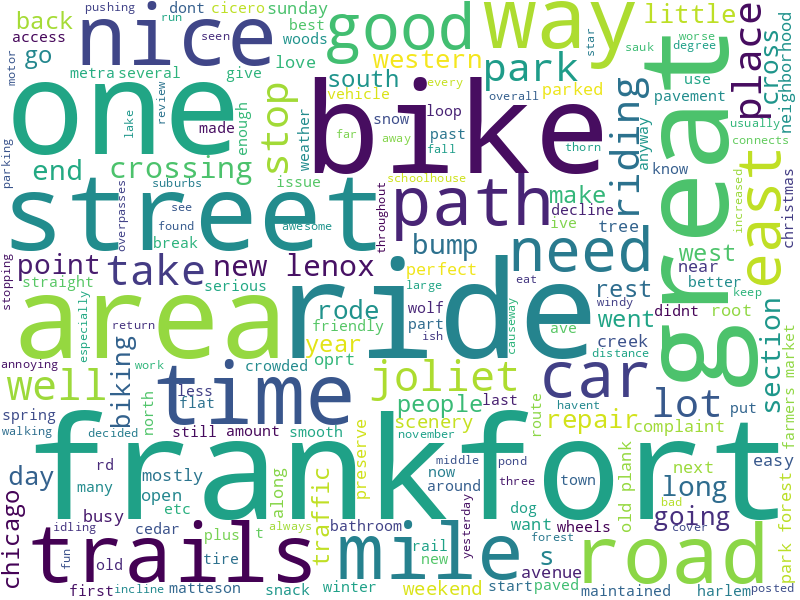 pushing dont cicero sunday
run
back best
access seen woods
nice good way little
go love
metra several give
western park
motor review south
vehicle parked
star sauk worse degree
cross place
neighborhood
one bike street
enough stop weather
loop every overall use pavement
snow past
far away fall
thorn anyway know
usually connects
lake made
parking end crossing
issue
riding great east
suburbs overpasses see found break awesome
schoolhouse path make
decline ive tree
throughout bump need
increased christmas
stopping point take new lenox
straight serious
perfect large eat
west near better
rest windy didnt root keep
area ride
rode wolf part ish
friendly causeway ave went creek
distance section
especially return work year oprt
annoying biking crowded
time joliet car lot
well less flat
people last
scenery
repair put complaint
farmers market
spring north still amount smooth
route havent
walking decided
november
frankfort
day mostly
rd many open etc
along traffic preserve
middle now around pond three
town old plank next
long easy
chicago busy cedar
plus t bathroom
dog want wheels bad going cover
park forest
idling always
yesterday forest
trails mile s road
fun old tire rail new
avenue
first incline matteson snack winter weekend start paved maintained harlem posted